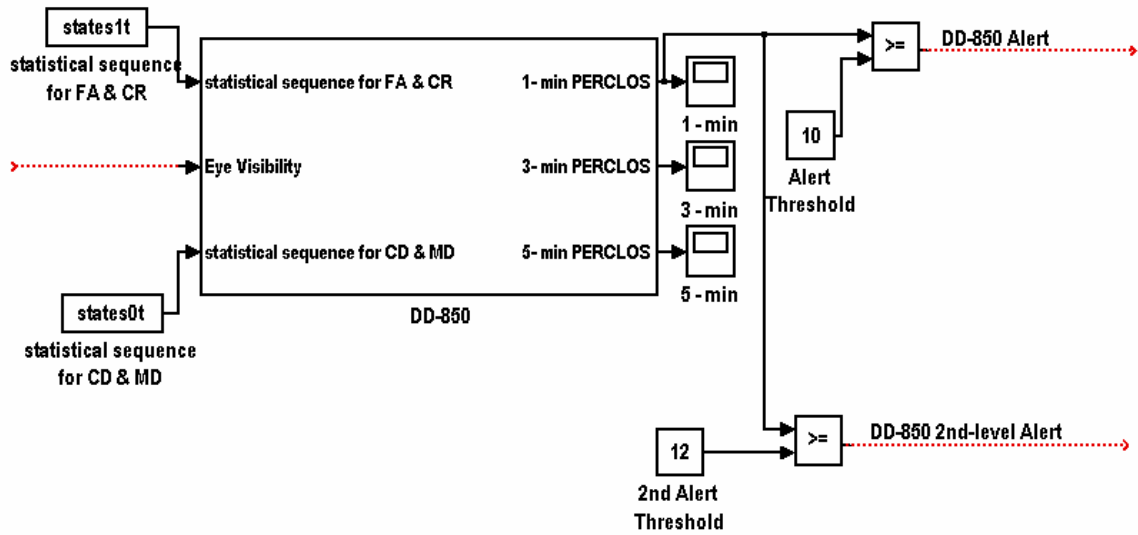 states1t
statistical sequence
for FA & CR
statistical sequence for FA & CR
1- min PERCLOS
1 - min
>=
DD-850 Alert
10
Alert
Threshold
Eye Visibility
3- min PERCLOS
3 - min
statistical sequence for CD & MD
5- min PERCLOS
5 - min
DD-850
states0t
statistical sequence
for CD & MD
>=
DD-850 2nd-level Alert
12
2nd Alert
Threshold